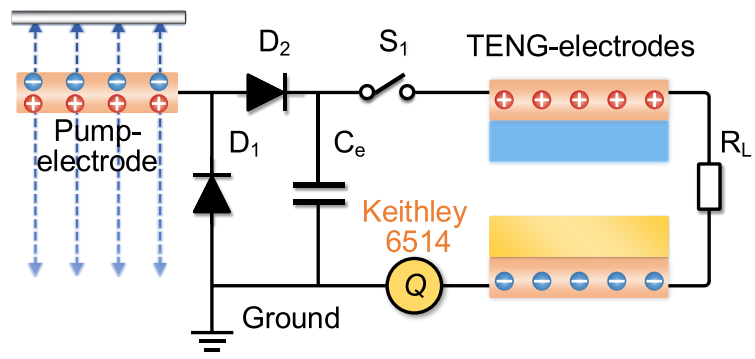 D2
S1
TENG-electrodes
Pump-
electrode
D1
Ce
RL
Keithley
6514
Q
Ground